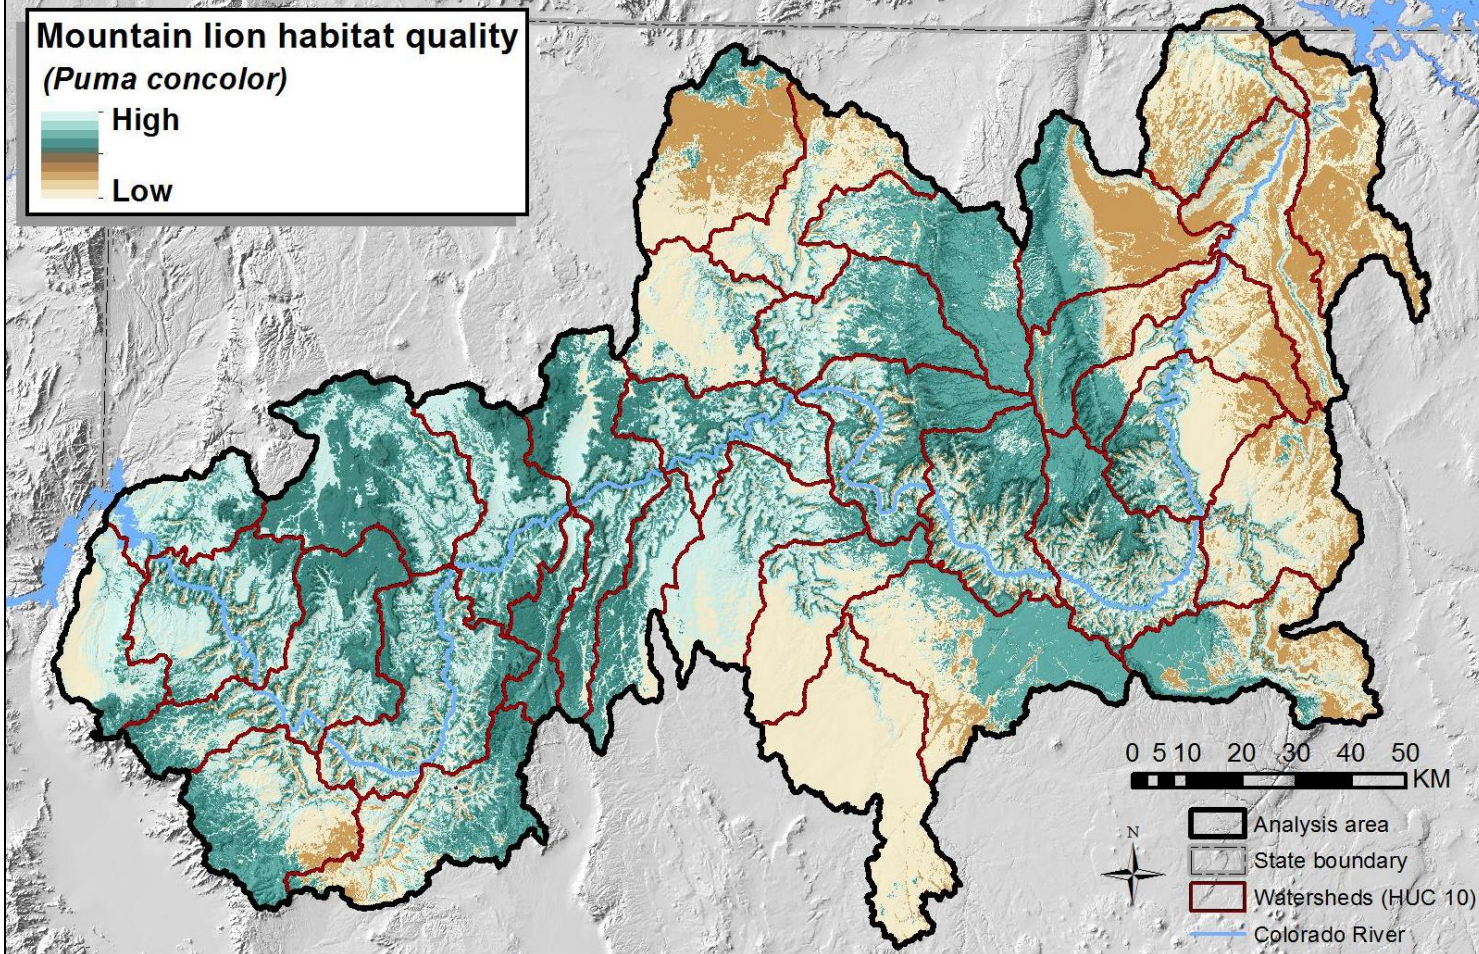 Mountain lion habitat quality
(Puma concolor)
High
Low
0 5 10 20 30 40 50
KM
N
Analysis area
State boundary
Watersheds (HUC 10)
Colorado River